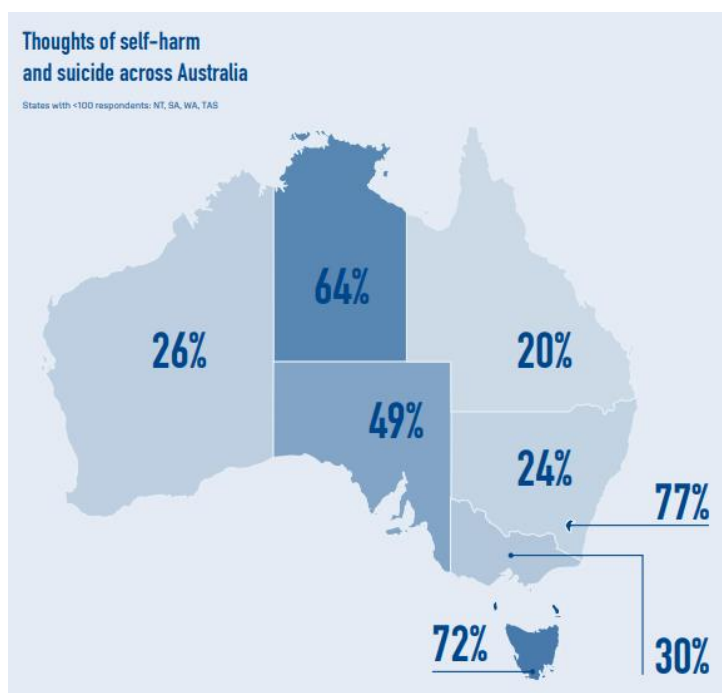 Thoughts of self-harm
and suicide across Australia
States with <100 respondents: NT, SA, WA, TAS
64%
26%
20%
49%
24%
77%
72%
30%